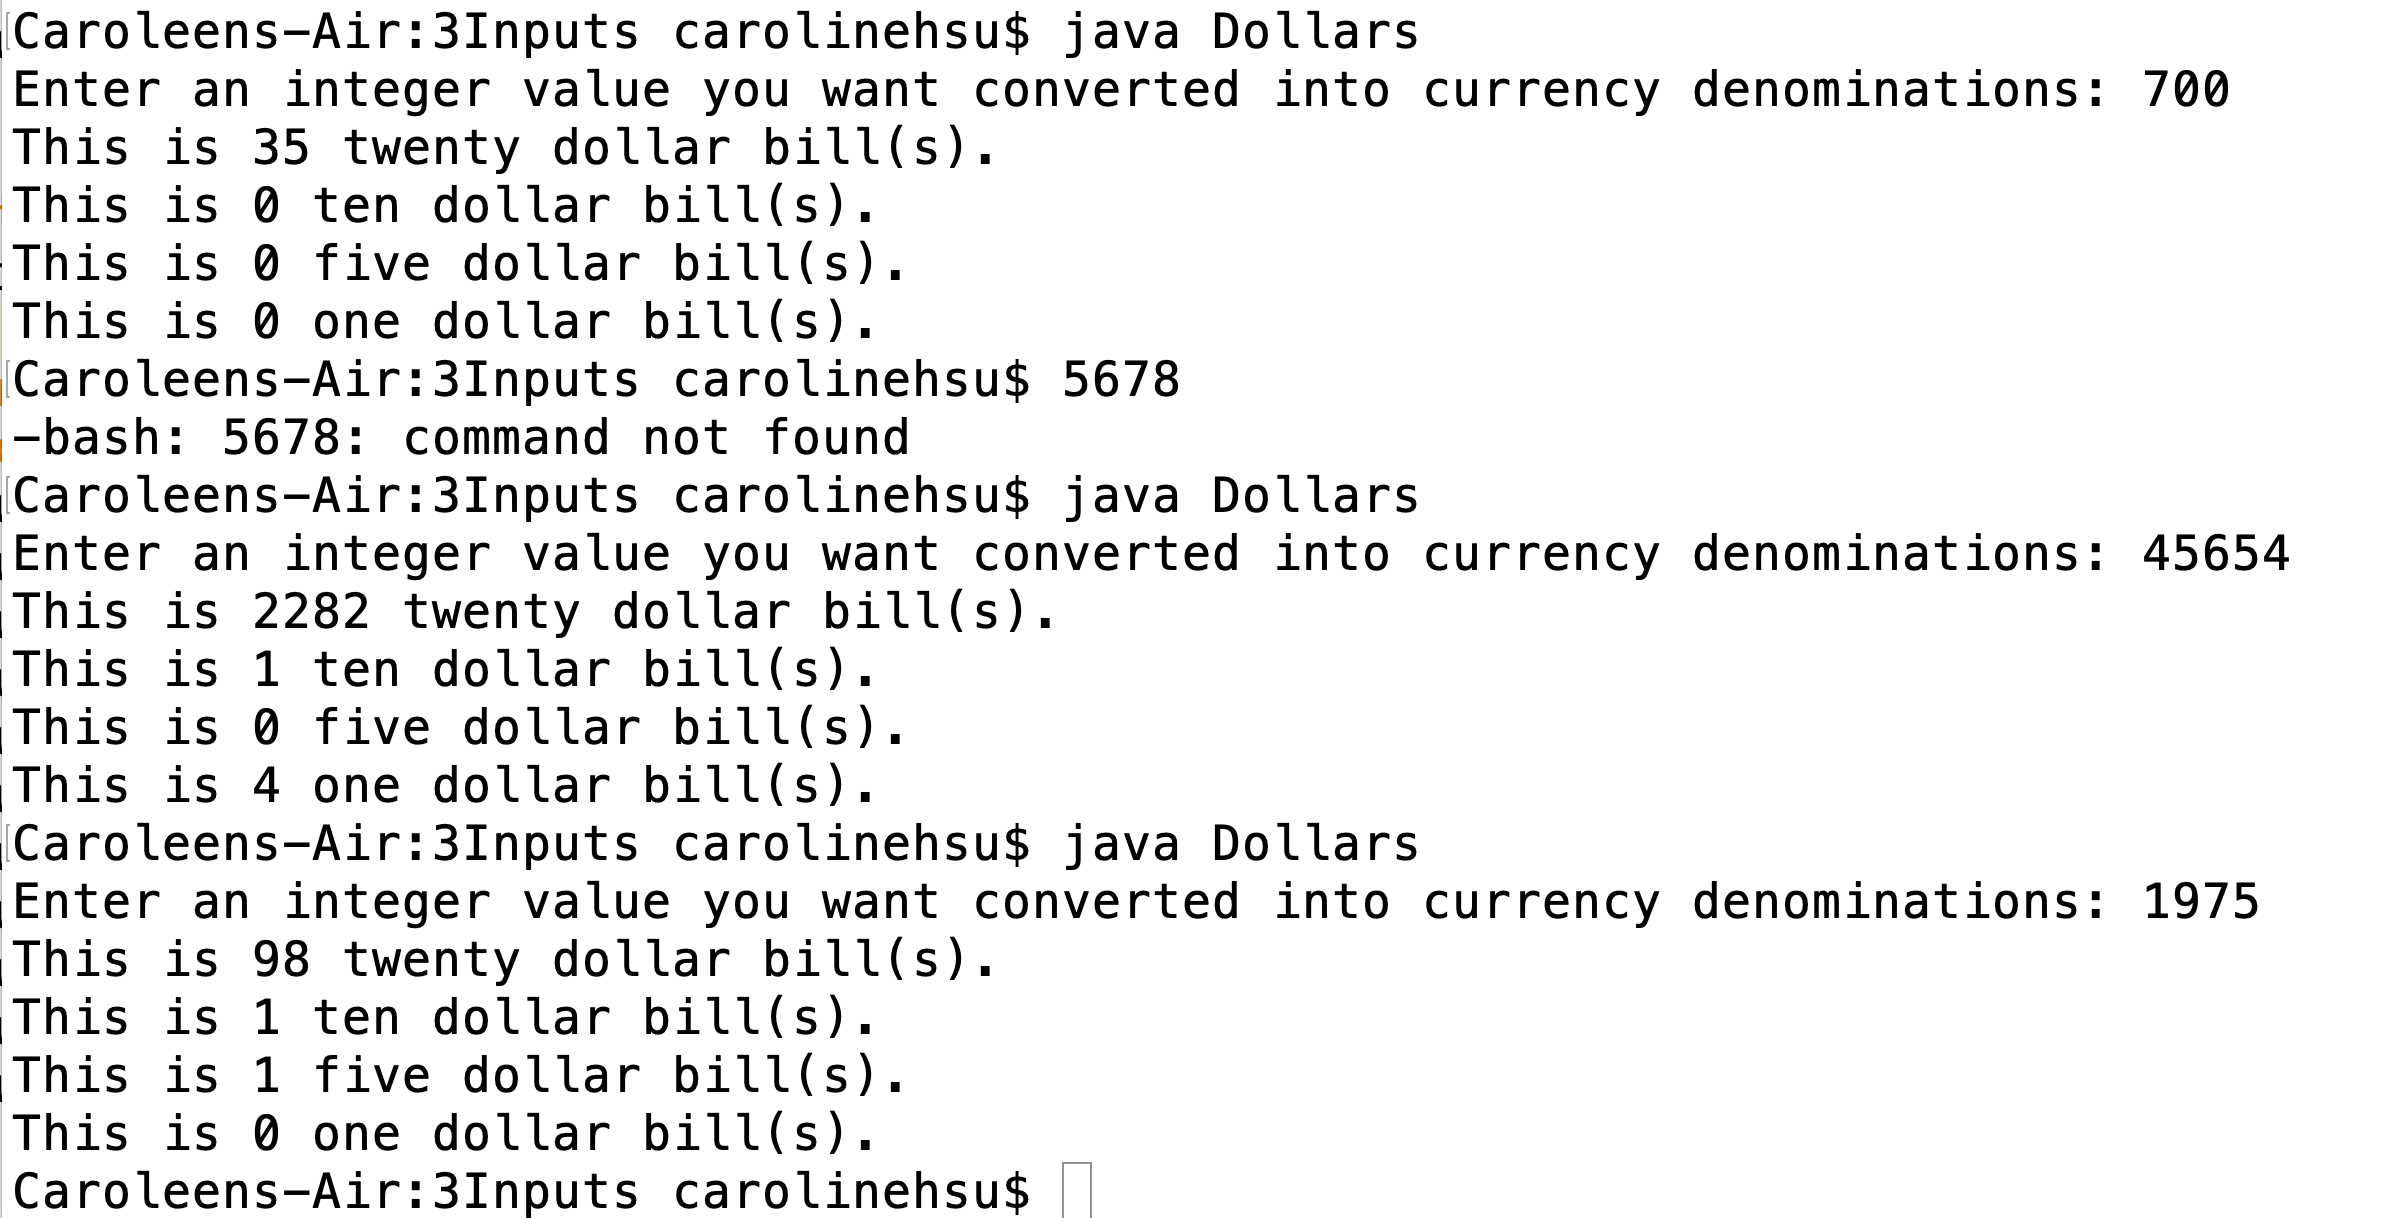 Caroleens-Air:3Inputs carolinehsu$ java Dollars
Enter an integer value you want converted into currency denominations: 700
This is 35 twenty dollar bill(s).
This is 0 ten dollar bill(s).
This is 0 five dollar bill(s).
This is 0 one dollar bill(s).
Caroleens-Air:3Inputs carolinehsu$ 5678
-bash: 5678: command not found
Caroleens-Air:3Inputs carolinehsu$ java Dollars
Enter an integer value you want converted into currency denominations: 45654
This is 2282 twenty dollar bill(s).
This is 1 ten dollar bill(s).
This is 0 five dollar bill(s).
This is 4 one dollar bill(s).
Caroleens-Air:3Inputs carolinehsu$ java Dollars
Enter an integer value you want converted into currency denominations: 1975
This is 98 twenty dollar bill(s).
This is 1 ten dollar bill(s).
This is 1 five dollar bill(s).
This is 0 one dollar bill(s).
Caroleens-Air:3Inputs carolinehsu$